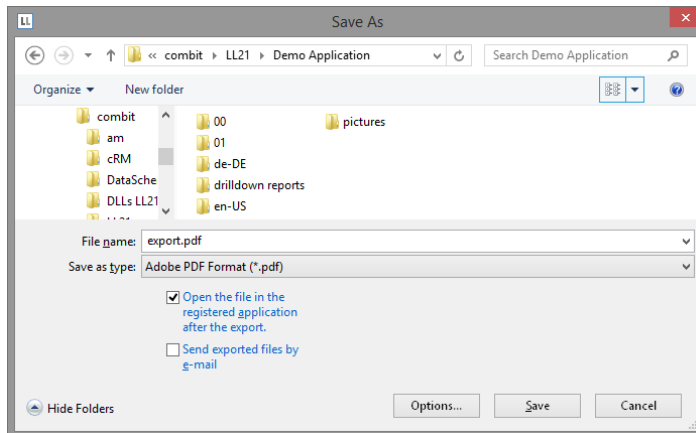 LL
Save As
« combit LL21 Demo Application
Search Demo Application
Organize
New folder
combit
am
cRM
DataSche
DLLs LL21
00
01
de-DE
drilldown reports
en-US
pictures
File name: export.pdf
Save as type: Adobe PDF Format (*.pdf)
Open the file in the
registered application
after the export.
Send exported files by
e-mail
Hide Folders
Options...
Save
Cancel